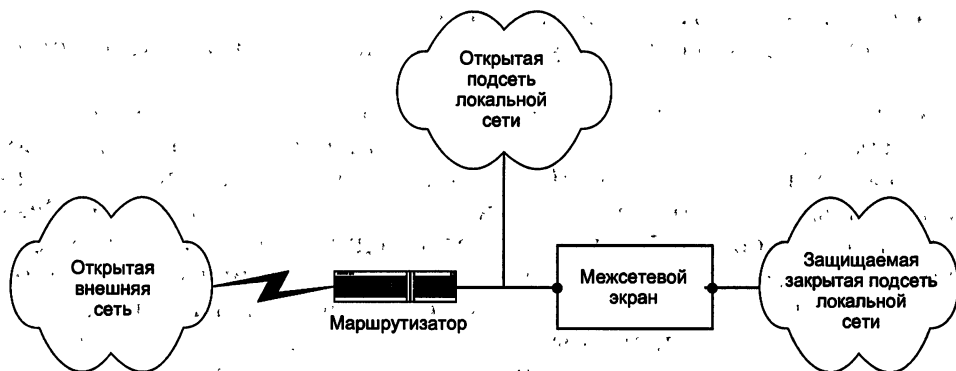 Открытая
подсеть
локальной
сети
Открытая
внешняя
сеть
Маршрутизатор
Межсетевой
экран
Защищаемая
закрытая подсеть
локальной
сети